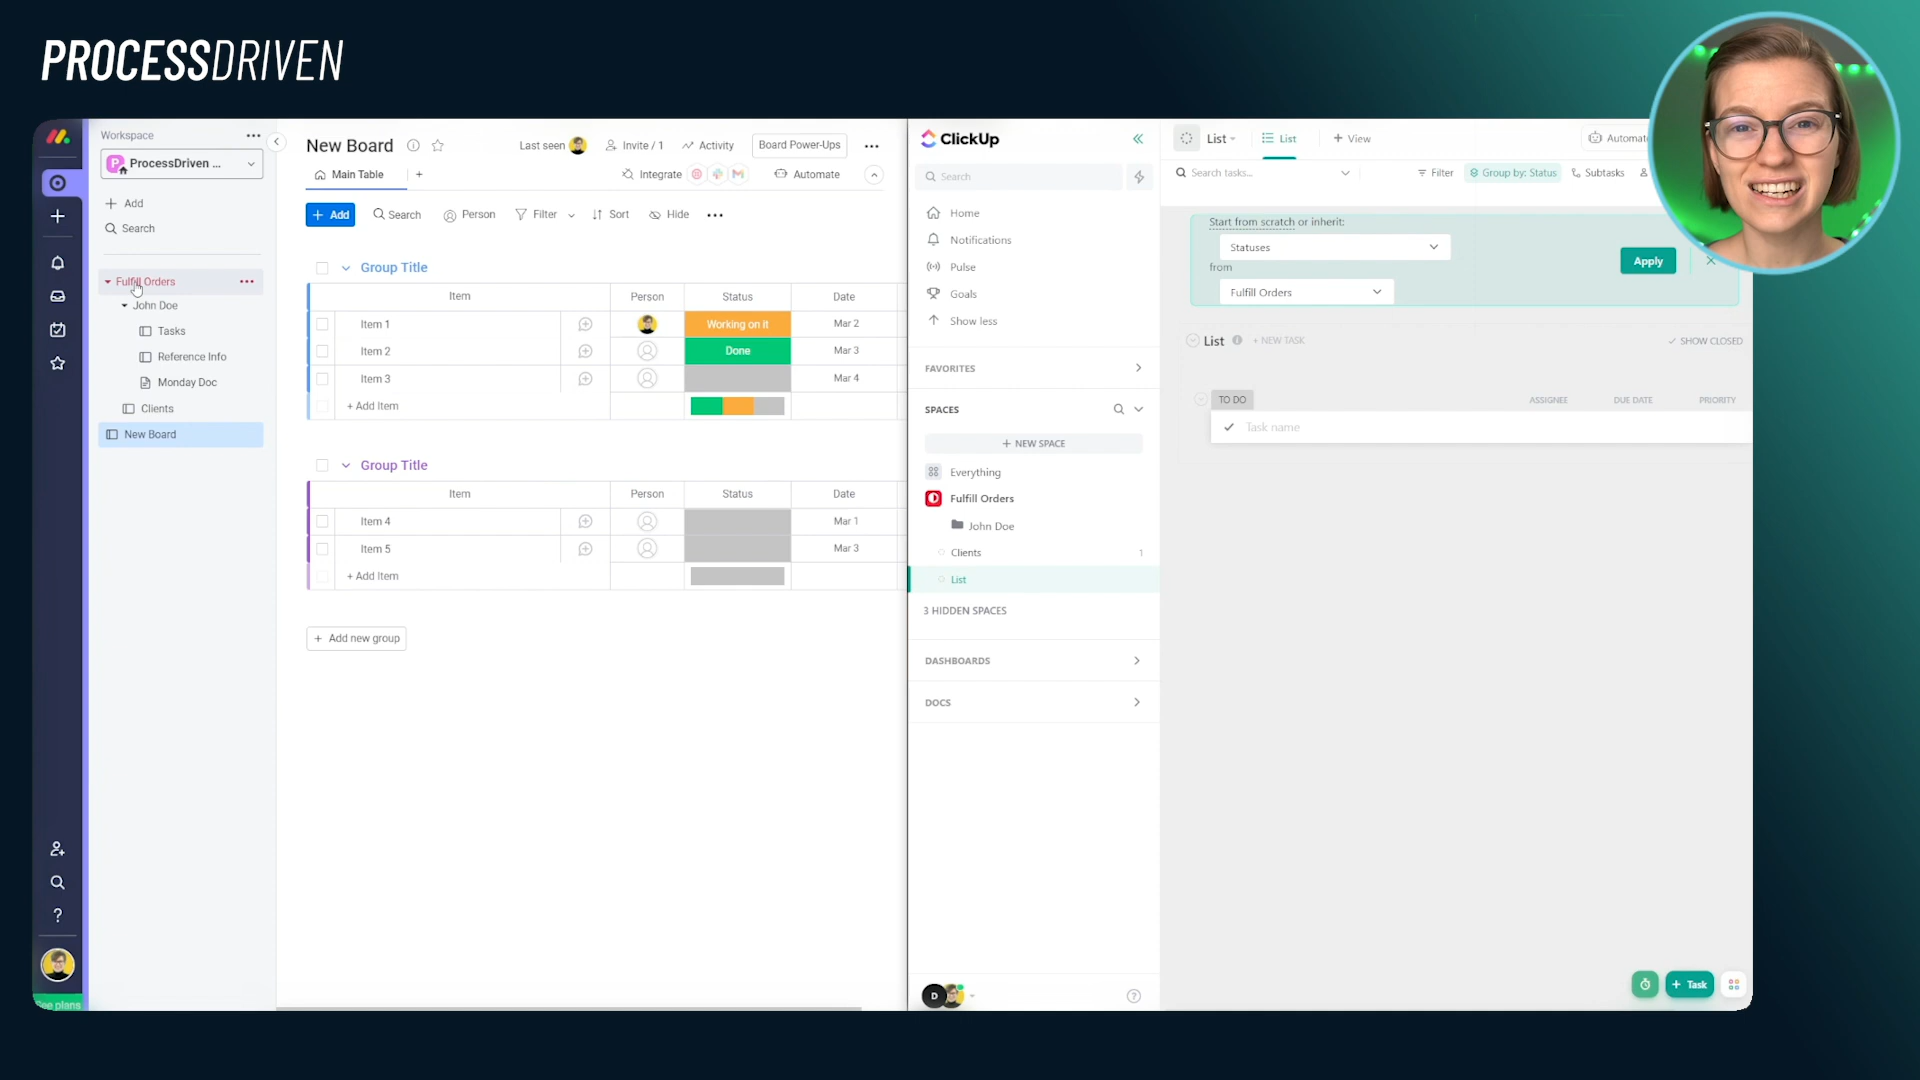 PROCESSDRIVEN
Workspace
ProcessDriven ...
Add
Search
Fulfill Orders
John Doe
Tasks
Reference Info
Monday Doc
Clients
New Board
See plans
New Board
Last seen
Invite / 1
Activity
Board Power-Ups
Main Table
+
Integrate
Automate
+ Add
Search
Person
Filter
Sort
Hide
Group Title
Item Person Status Date
Item 1 Working on it Mar 2
Item 2 Done Mar 3
Item 3 Mar 4
+ Add Item
Group Title
Item Person Status Date
Item 4 Mar 1
Item 5 Mar 3
+ Add Item
+ Add new group
ClickUp
Search
Home
Notifications
Pulse
Goals
Show less
FAVORITES
SPACES
+ NEW SPACE
Everything
Fulfill Orders
John Doe
Clients 1
List
3 HIDDEN SPACES
DASHBOARDS
DOCS
D
List
List
+ View
Automate
Search tasks...
Filter
Group by: Status
Subtasks
Start from scratch or inherit:
Statuses
from
Fulfill Orders
Apply
List
+ NEW TASK
SHOW CLOSED
TO DO
ASSIGNEE DUE DATE PRIORITY
Task name
+ Task